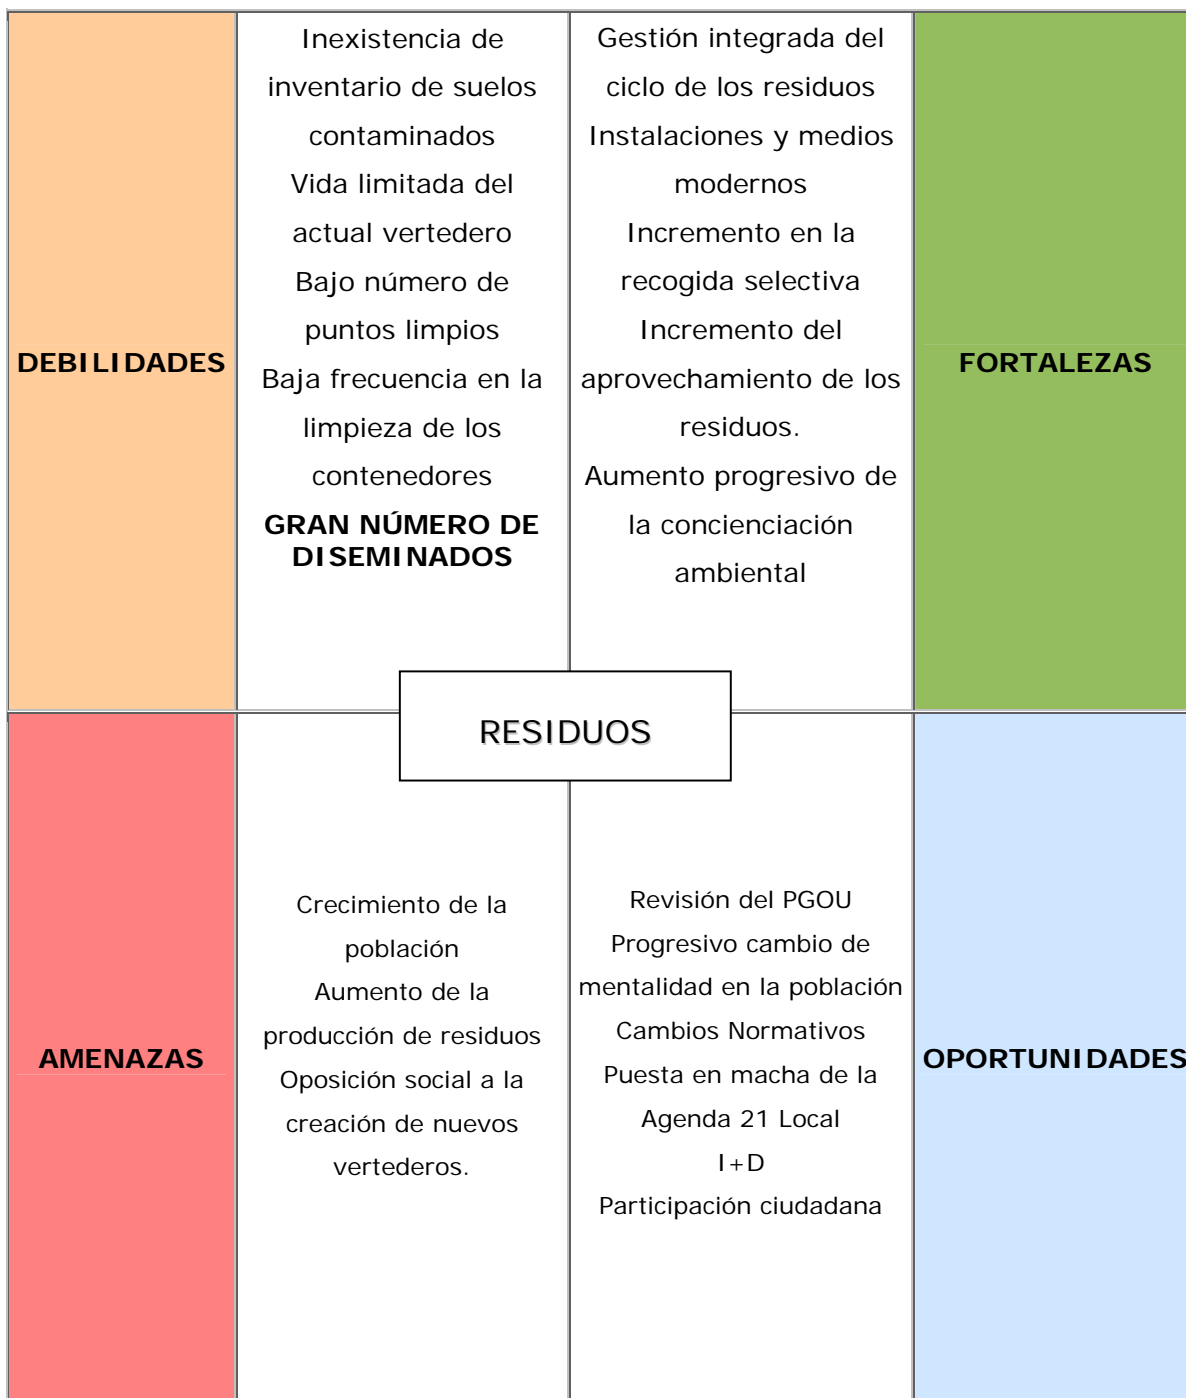 DEBILIDADES
Inexistencia de
inventario de suelos
contaminados
Vida limitada del
actual vertedero
Bajo número de
puntos limpios
Baja frecuencia en la
limpieza de los
contenedores
GRAN NÚMERO DE
DISEMINADOS
Gestión integrada del
ciclo de los residuos
Instalaciones y medios
modernos
Incremento en la
recogida selectiva
Incremento del
aprovechamiento de los
residuos.
Aumento progresivo de
la concienciación
ambiental
FORTALEZAS
RESIDUOS
AMENAZAS
Crecimiento de la
población
Aumento de la
producción de residuos
Oposición social a la
creación de nuevos
vertederos.
Revisión del PGOU
Progresivo cambio de
mentalidad en la población
Cambios Normativos
Puesta en macha de la
Agenda 21 Local
I+D
Participación ciudadana
OPORTUNIDADES